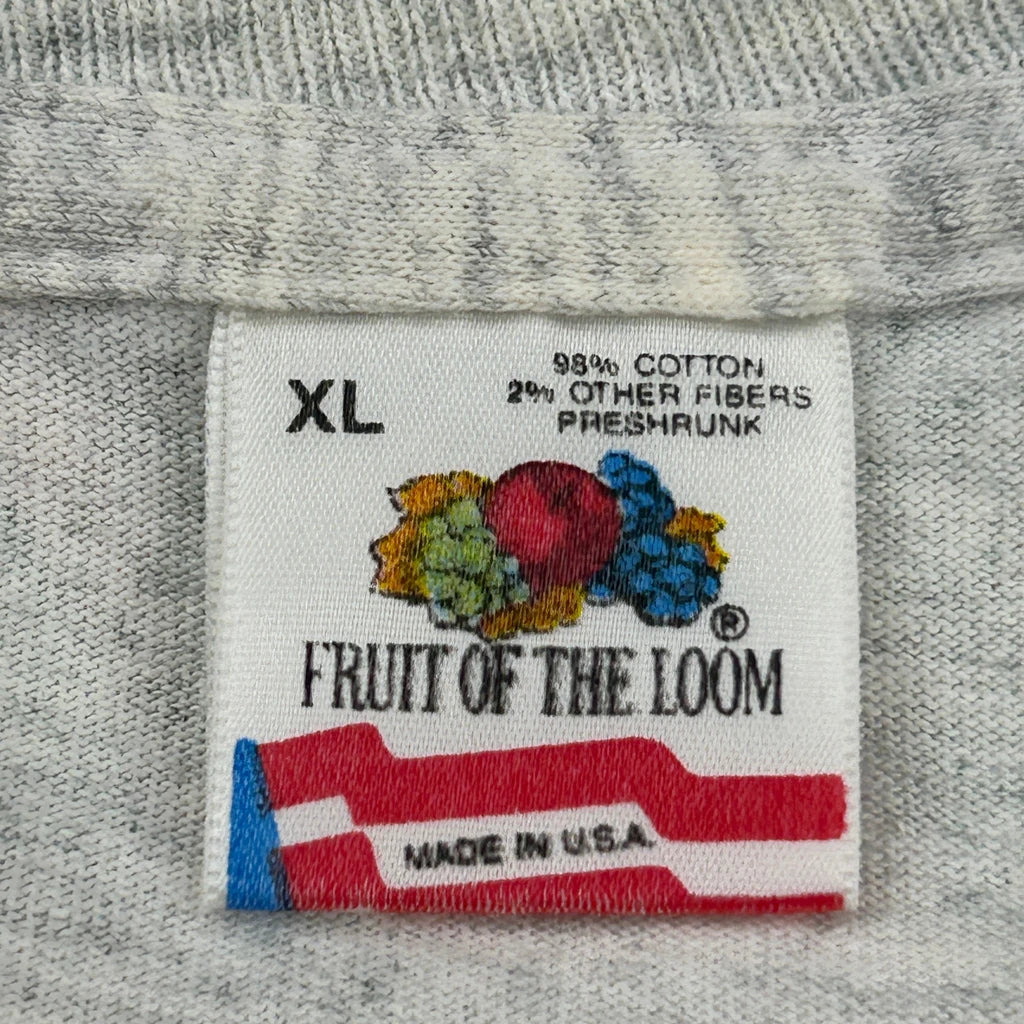 XL
98% COTTON
2% OTHER FIBERS
PRESHRUNK
®
FRUIT OF THE LOOM
MADE IN U.S.A.